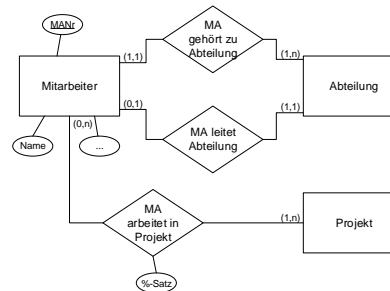 MANr
MA
gehört zu
Abteilung
(1,1)
(1,n)
Mitarbeiter
Abteilung
(0,1)
(1,1)
MA leitet
Abteilung
(0,n)
Name
...
MA
arbeitet in
Projekt
(1,n)
Projekt
%-Satz